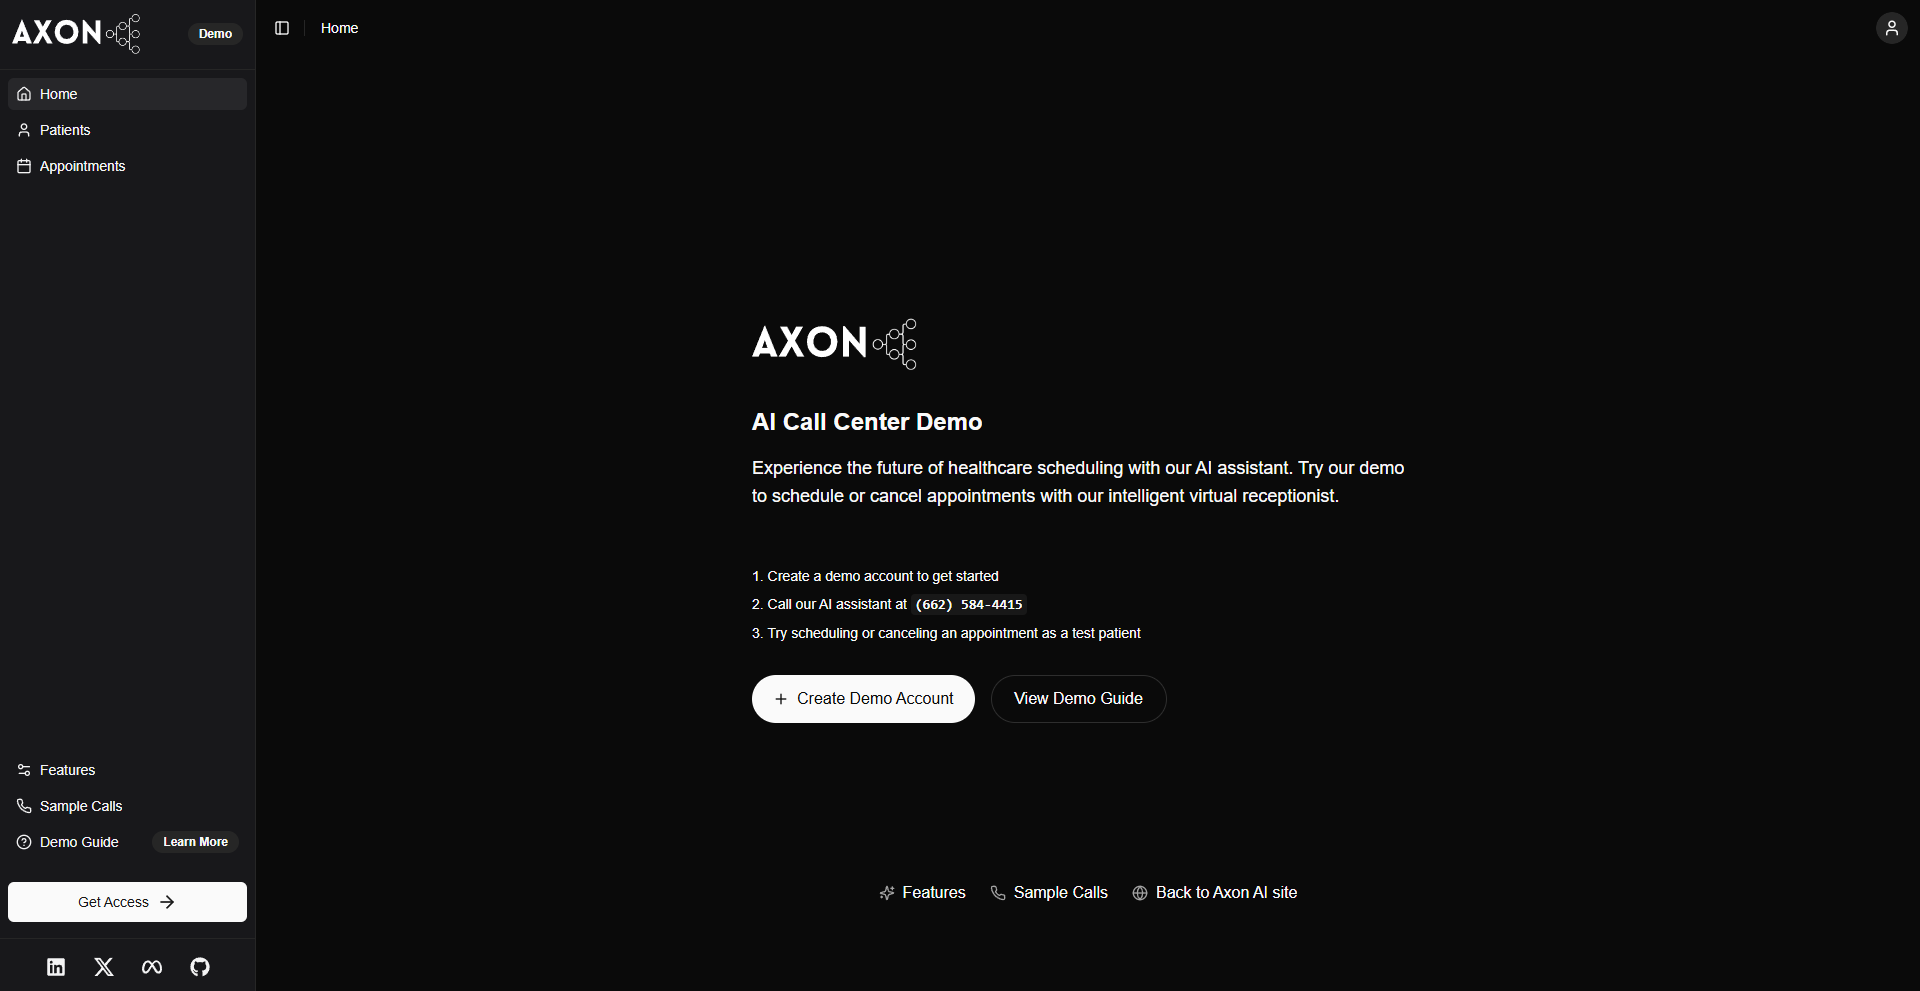 AXON
Demo
Home
Patients
Appointments
Features
Sample Calls
Demo Guide
Learn More
Get Access
Home
AXON
AI Call Center Demo
Experience the future of healthcare scheduling with our AI assistant. Try our demo
to schedule or cancel appointments with our intelligent virtual receptionist.
1. Create a demo account to get started
2. Call our AI assistant at (662) 584-4415
3. Try scheduling or canceling an appointment as a test patient
Create Demo Account
View Demo Guide
Features
Sample Calls
Back to Axon AI site